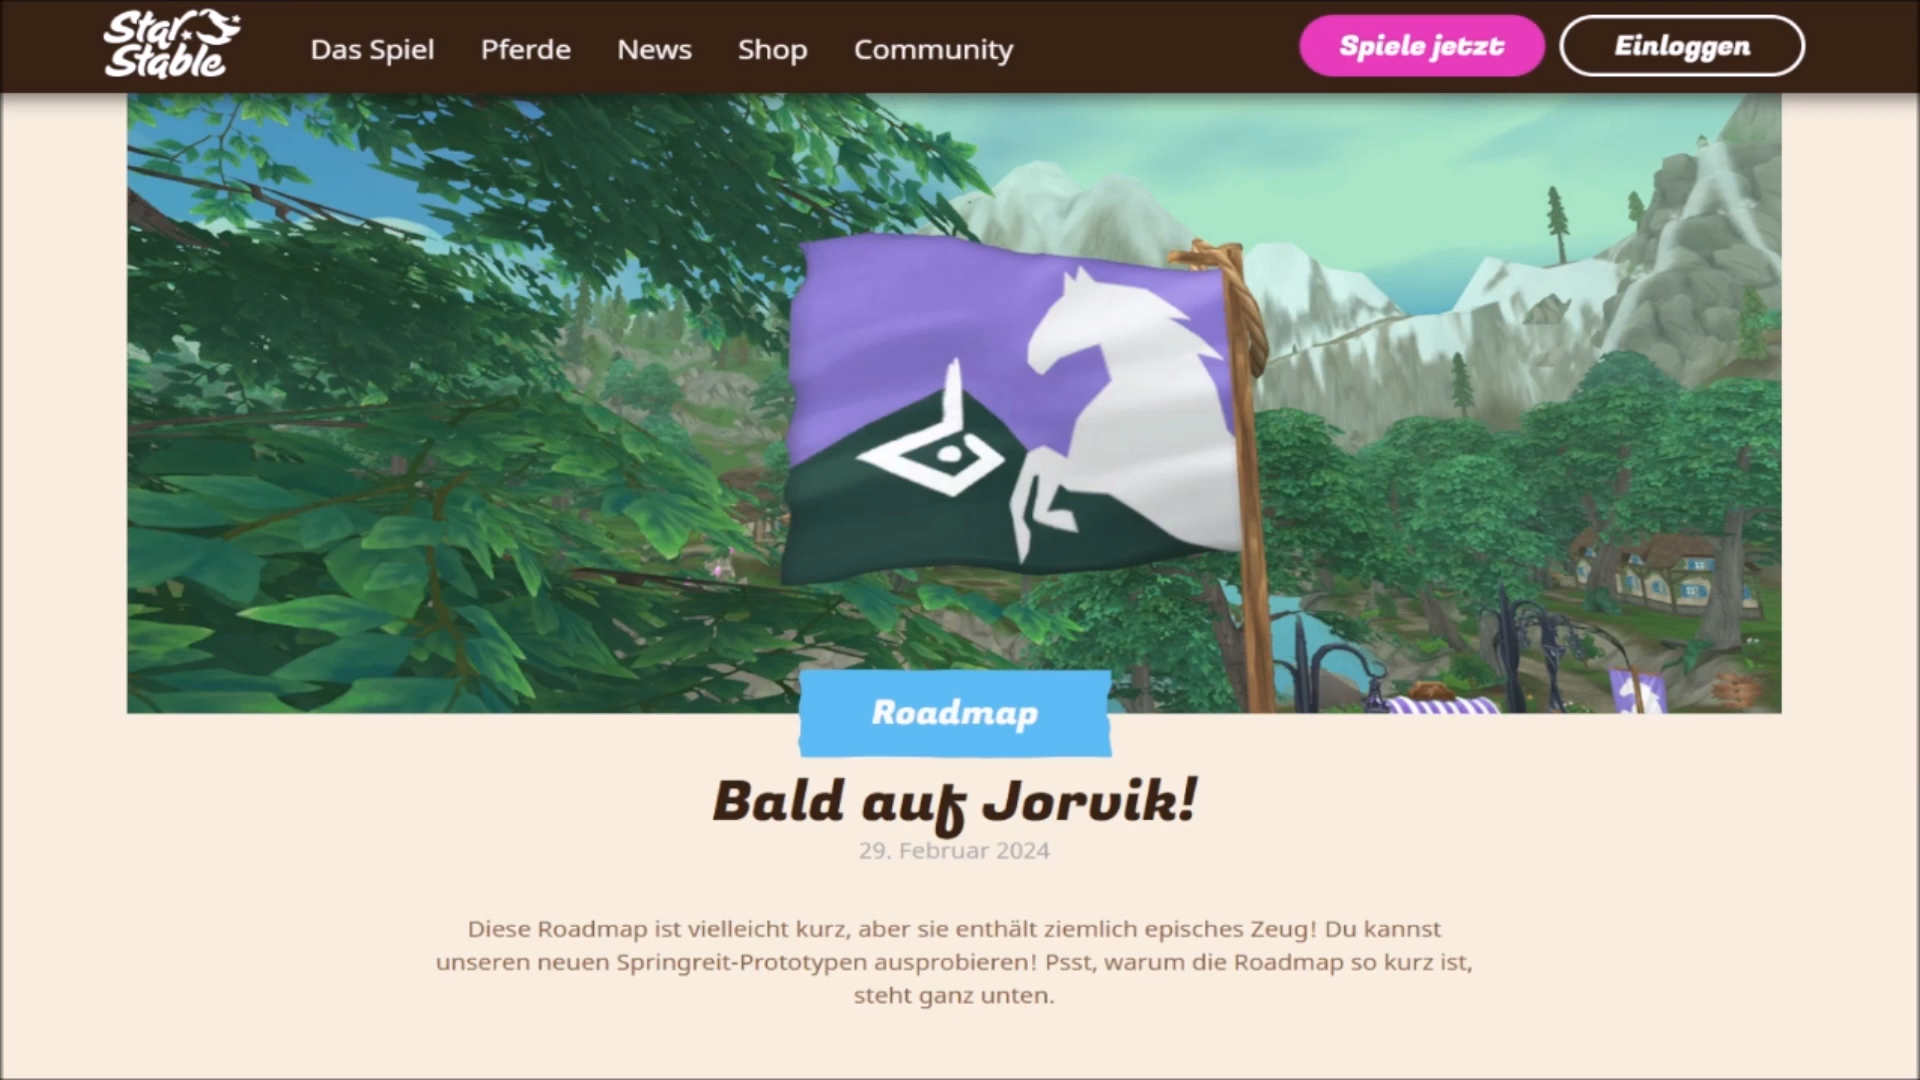 Star Stable
Das Spiel
Pferde
News
Shop
Community
Spiele jetzt
Einloggen
Roadmap
Bald auf Jorvik!
29. Februar 2024
Diese Roadmap ist vielleicht kurz, aber sie enthält ziemlich episches Zeug! Du kannst
unseren neuen Springreit-Prototypen ausprobieren! Psst, warum die Roadmap so kurz ist,
steht ganz unten.